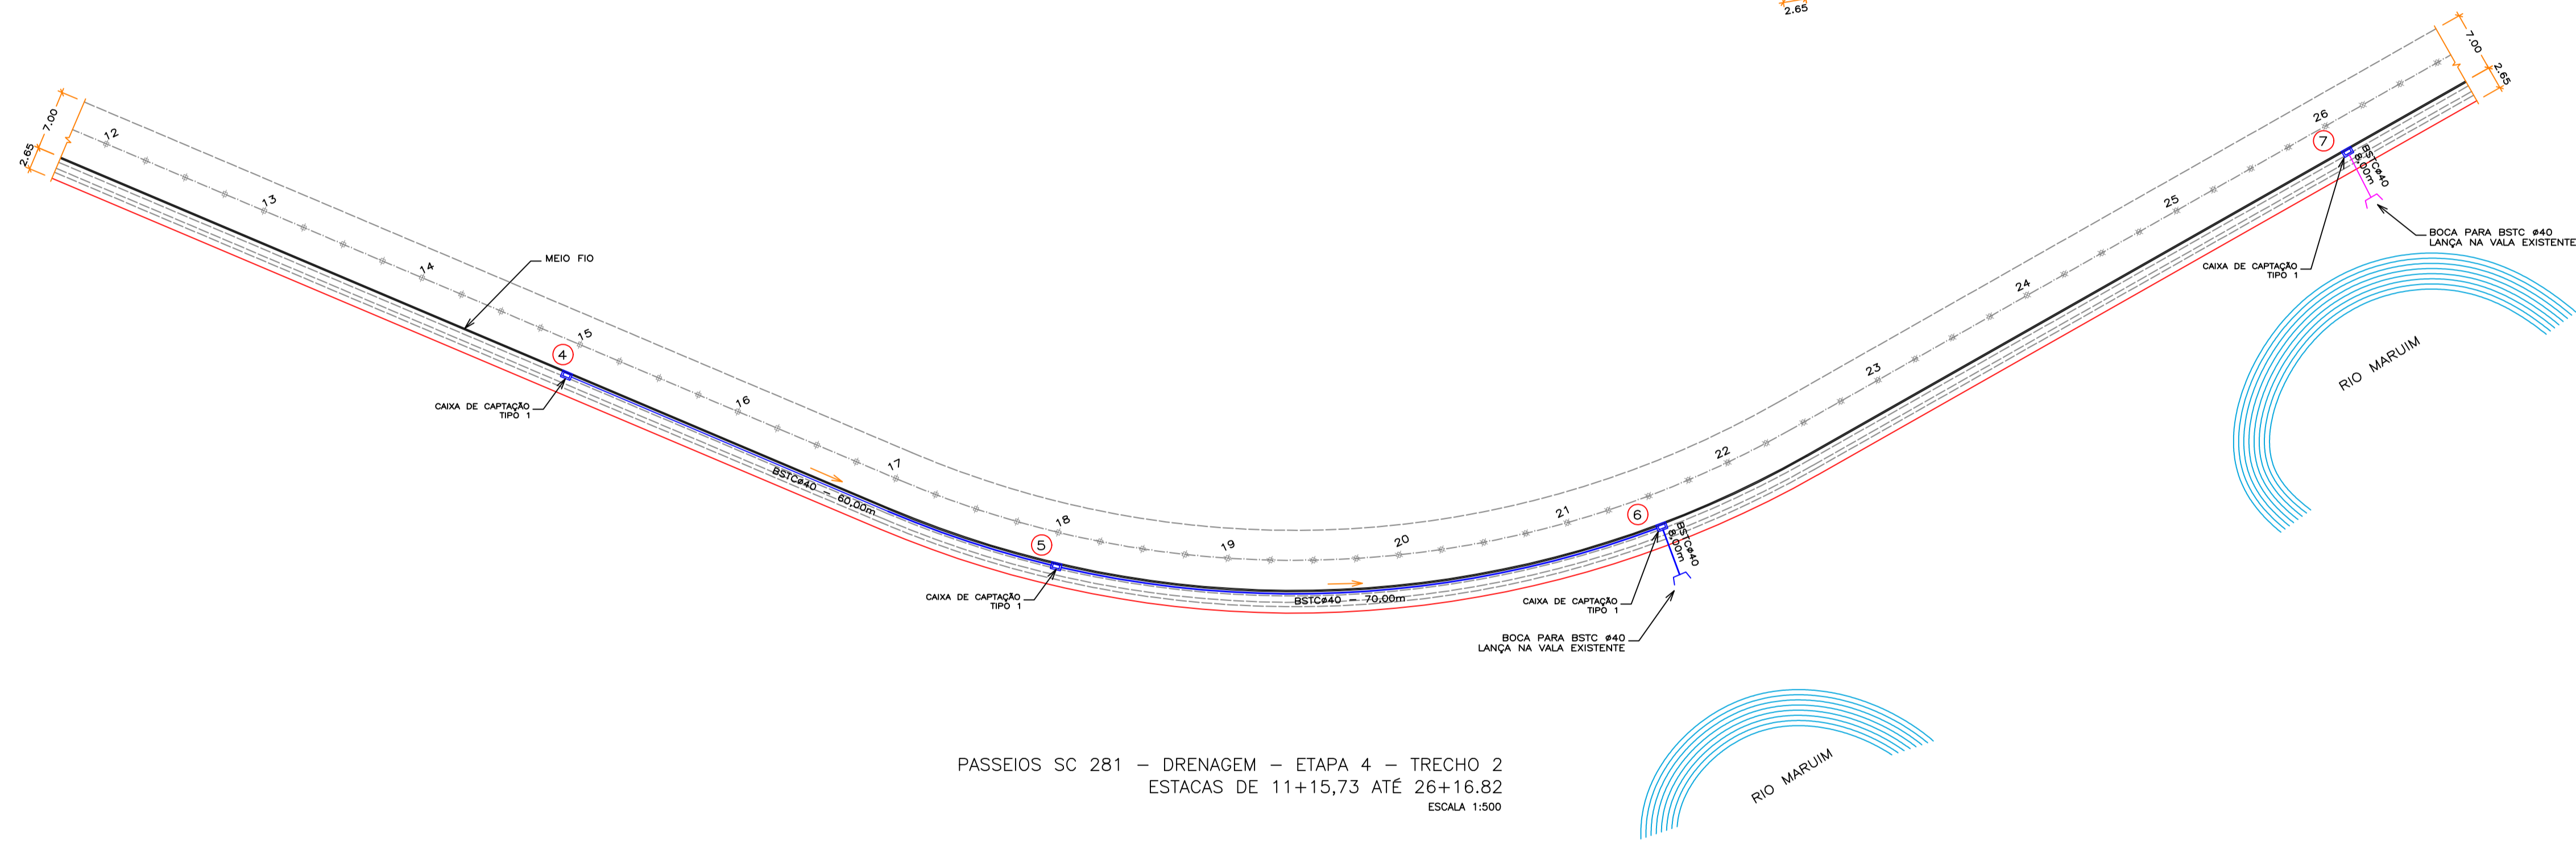 2.65
7.00
2.65
12
13
14
15
16
17
18
19
20
21
22
23
24
25
26
7.00
2.65
MEIO FIO
4
CAIXA DE CAPTAÇÃO
TIPO 1
BSTCø40 – 60.00m
5
CAIXA DE CAPTAÇÃO
TIPO 1
BSTCø40 – 70.00m
6
BSTCø40
8.00m
CAIXA DE CAPTAÇÃO
TIPO 1
BOCA PARA BSTC ø40
LANÇA NA VALA EXISTENTE
7
BSTCø40
8.00m
CAIXA DE CAPTAÇÃO
TIPO 1
BOCA PARA BSTC ø40
LANÇA NA VALA EXISTENTE
RIO MARUIM
RIO MARUIM
PASSEIOS SC 281 – DRENAGEM – ETAPA 4 – TRECHO 2
ESTACAS DE 11+15,73 ATÉ 26+16.82
ESCALA 1:500